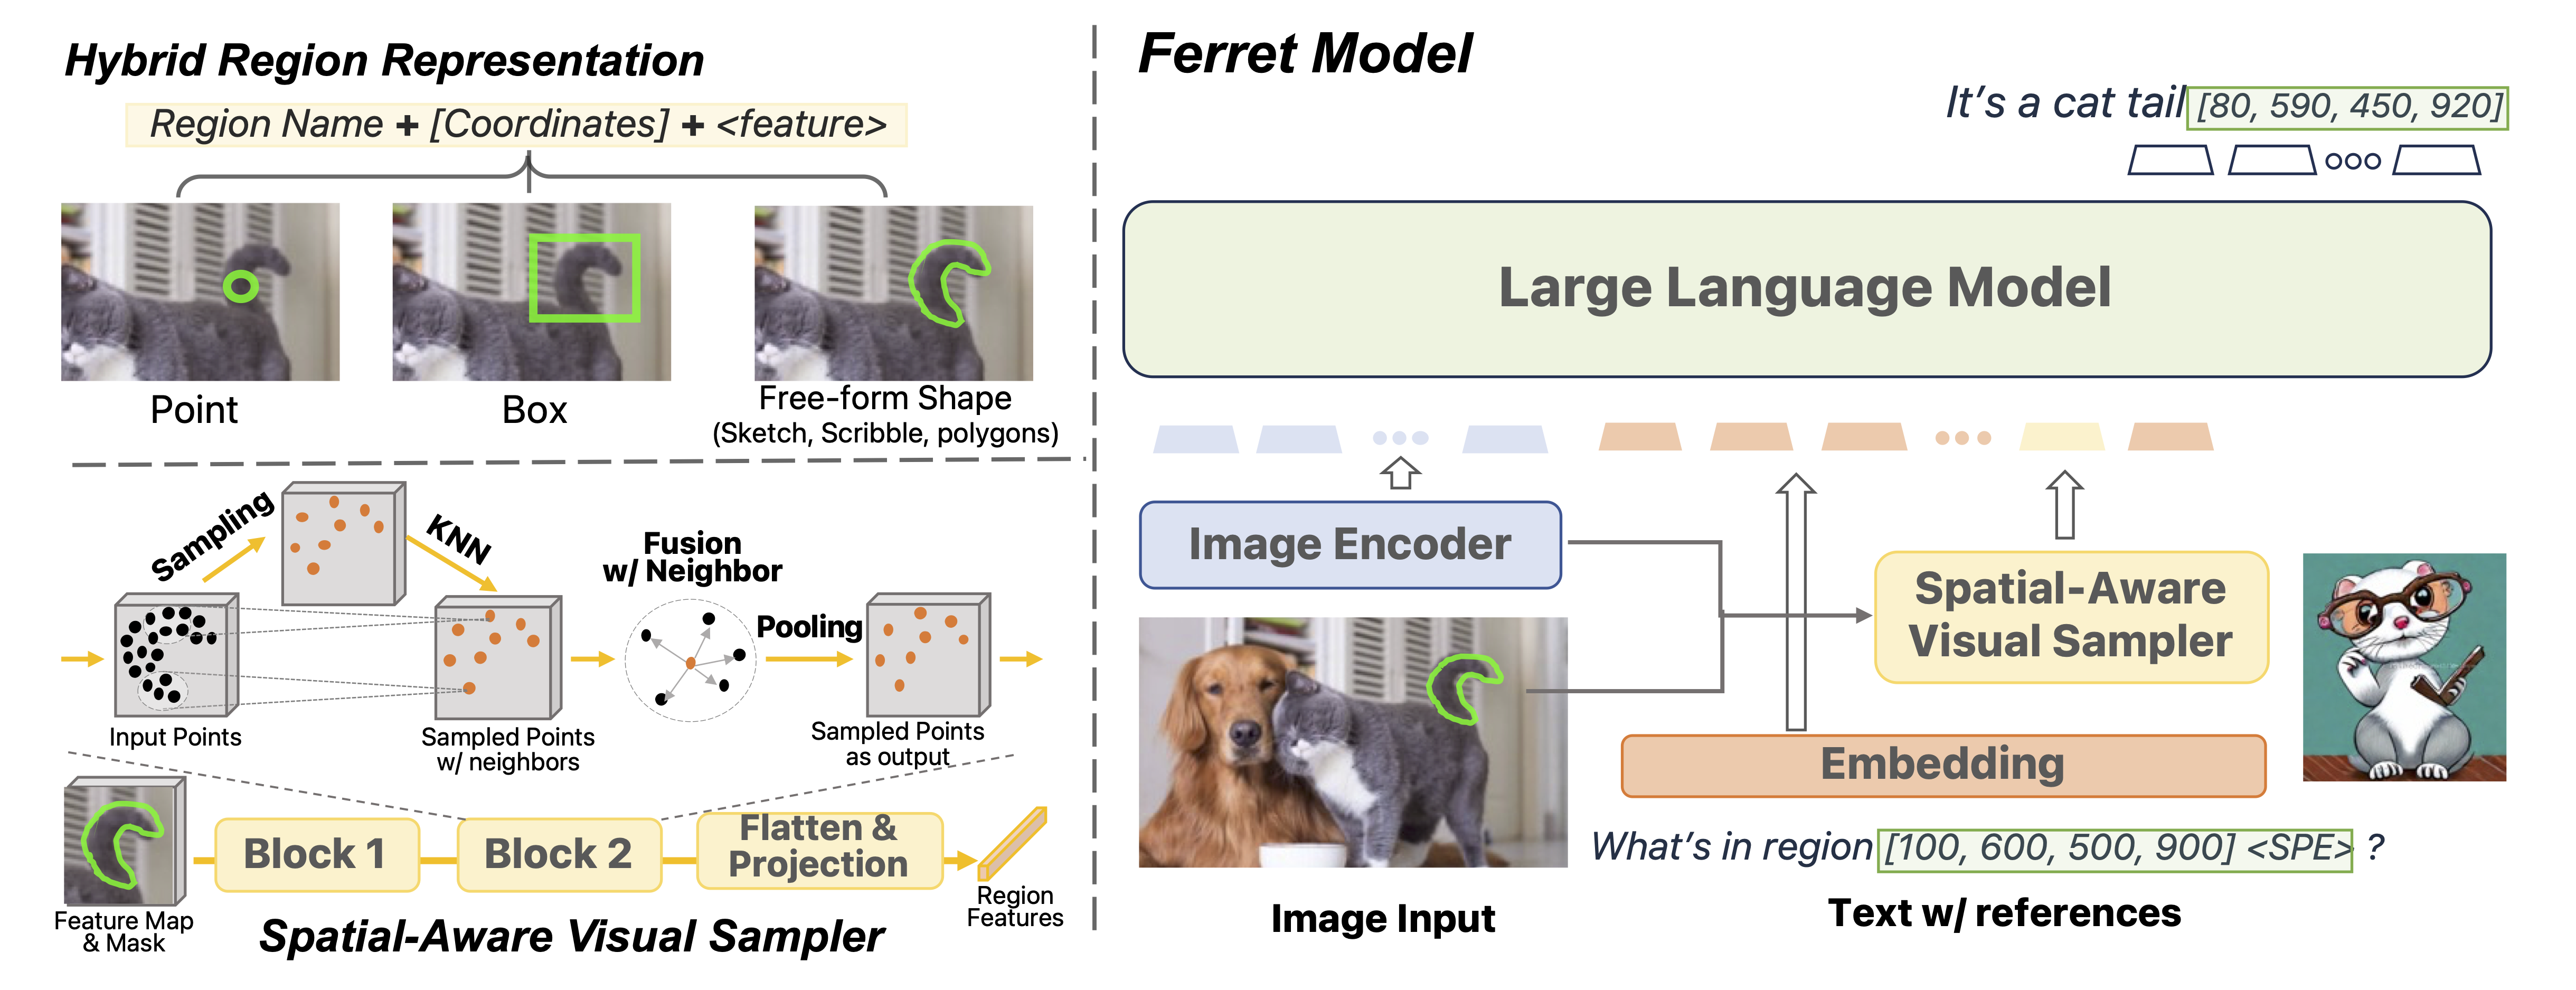 Hybrid Region Representation
Region Name + [Coordinates] + <feature>
Point
Box
Free-form Shape
(Sketch, Scribble, polygons)
Sampling
KNN
Fusion
w/ Neighbor
Pooling
Input Points
Sampled Points
w/ neighbors
Sampled Points
as output
Feature Map
& Mask
Block 1
Block 2
Flatten &
Projection
Region
Features
Spatial-Aware Visual Sampler
Ferret Model
It’s a cat tail [80, 590, 450, 920]
Large Language Model
Image Encoder
Spatial-Aware
Visual Sampler
Embedding
What’s in region [100, 600, 500, 900] <SPE> ?
Image Input
Text w/ references